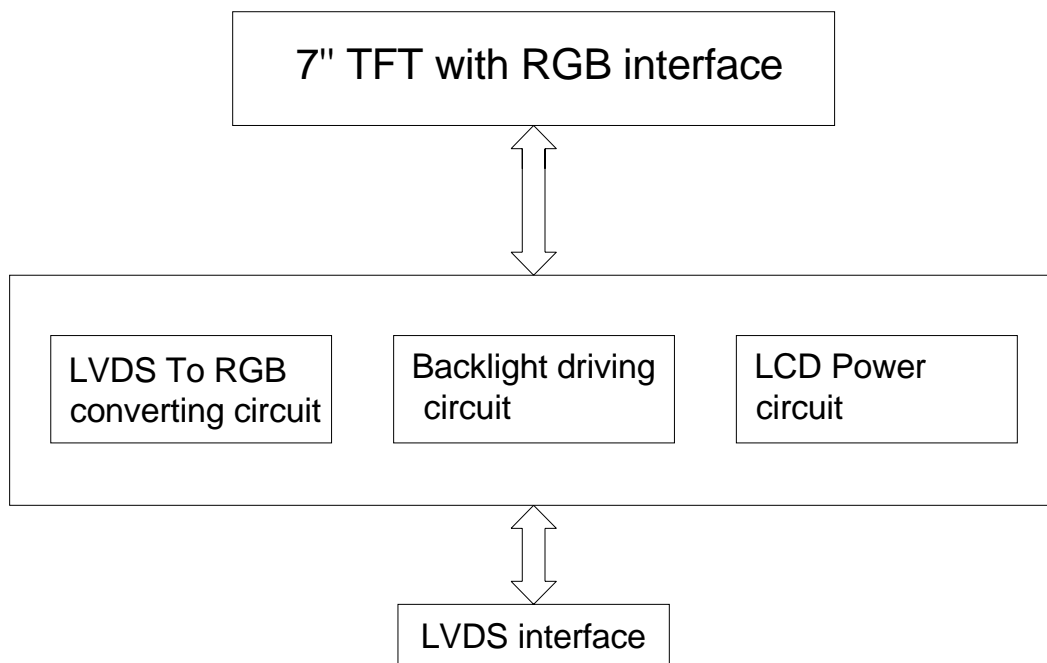 7" TFT with RGB interface
LVDS To RGB
converting circuit
Backlight driving
circuit
LCD Power
circuit
LVDS interface